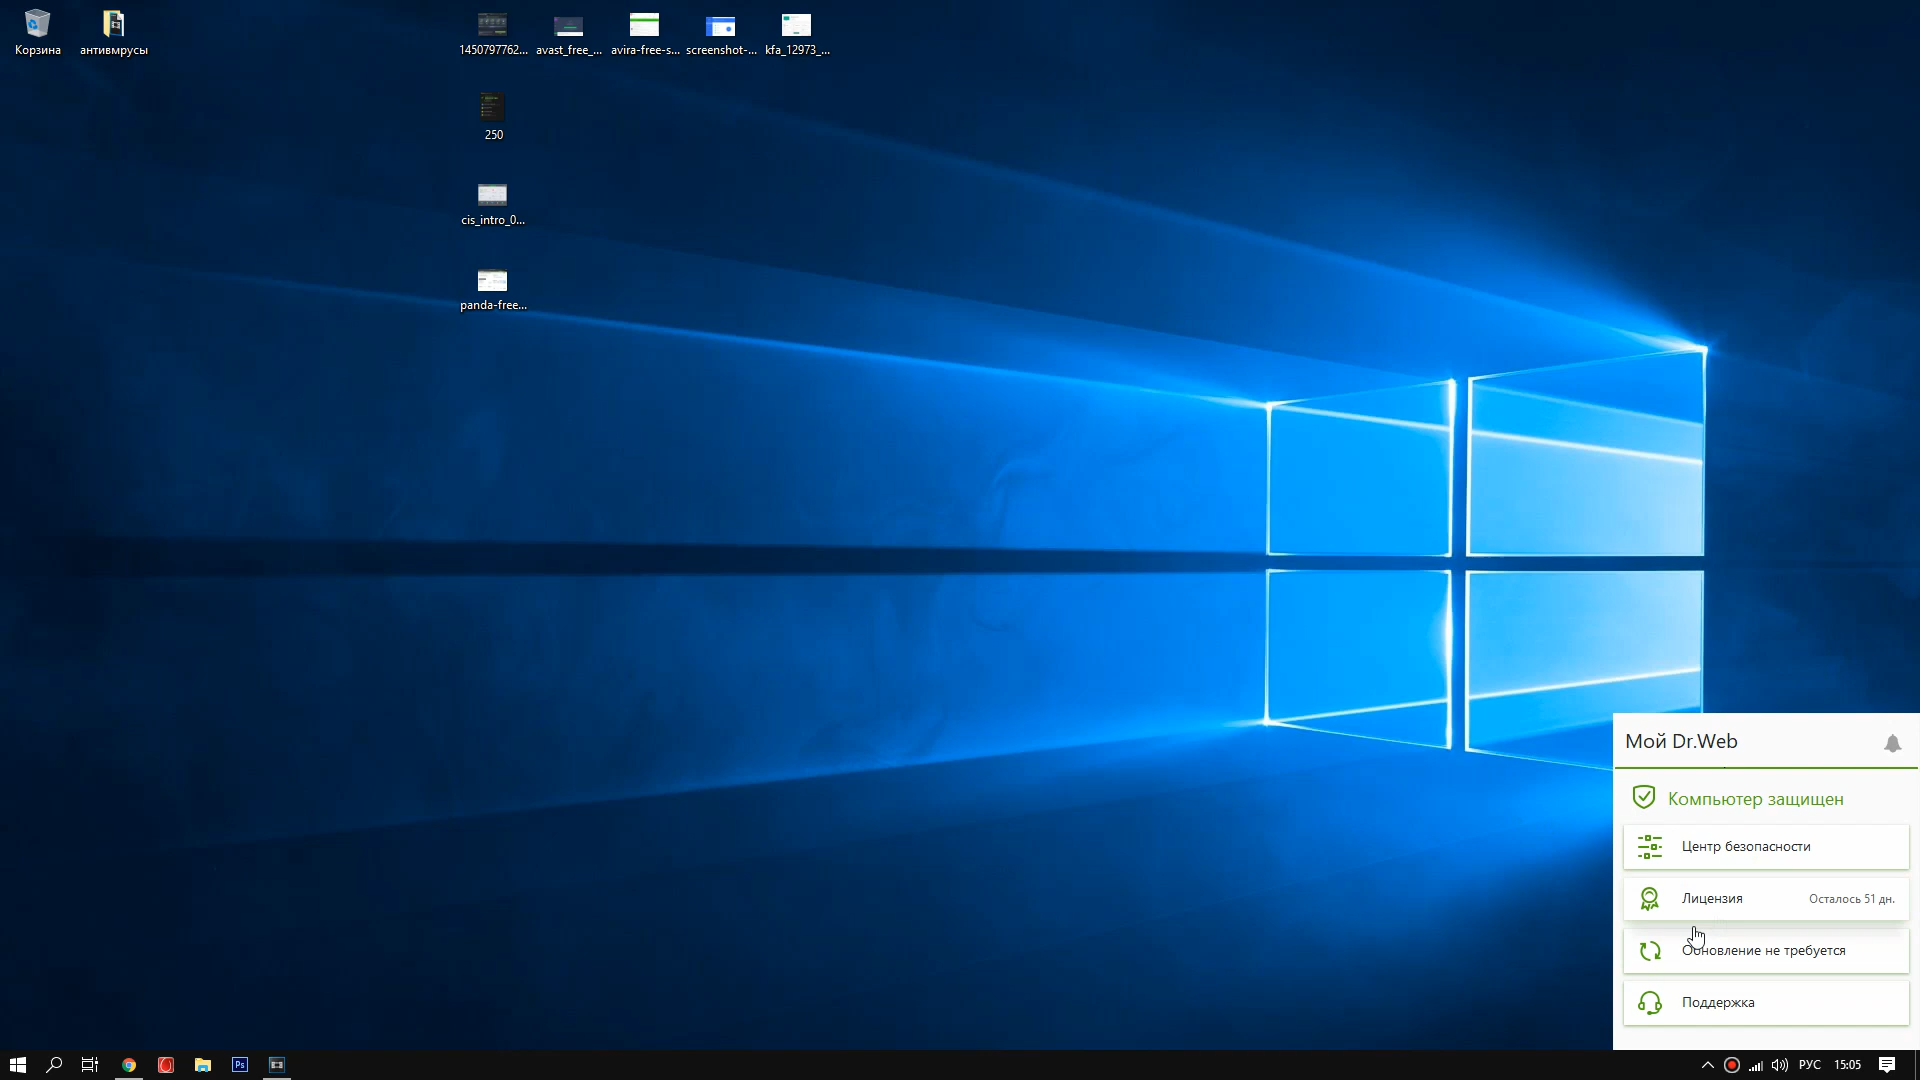 Корзина
антивмрусы
1450797762...
avast_free_...
avira-free-s...
screenshot-...
kfa_12973_...
250
cis_intro_0...
panda-free...
Мой Dr.Web
Компьютер защищен
Центр безопасности
Лицензия
Осталось 51 дн.
Обновление не требуется
Поддержка
Ps
РУС
15:05